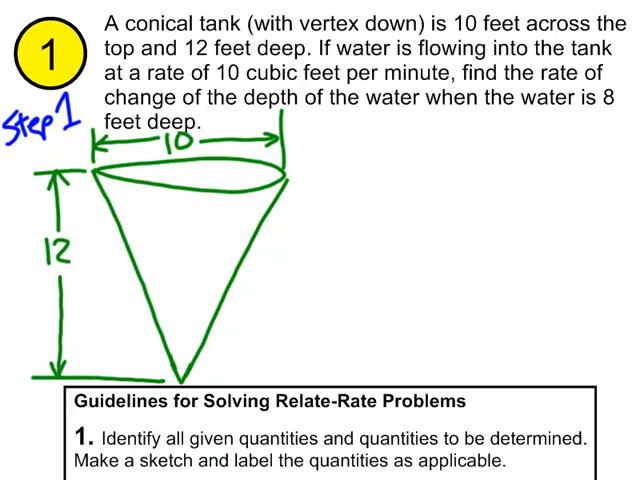 1
A conical tank (with vertex down) is 10 feet across the
top and 12 feet deep. If water is flowing into the tank
at a rate of 10 cubic feet per minute, find the rate of
change of the depth of the water when the water is 8
feet deep.
Step 1
10
12
Guidelines for Solving Relate-Rate Problems
1. Identify all given quantities and quantities to be determined.
Make a sketch and label the quantities as applicable.